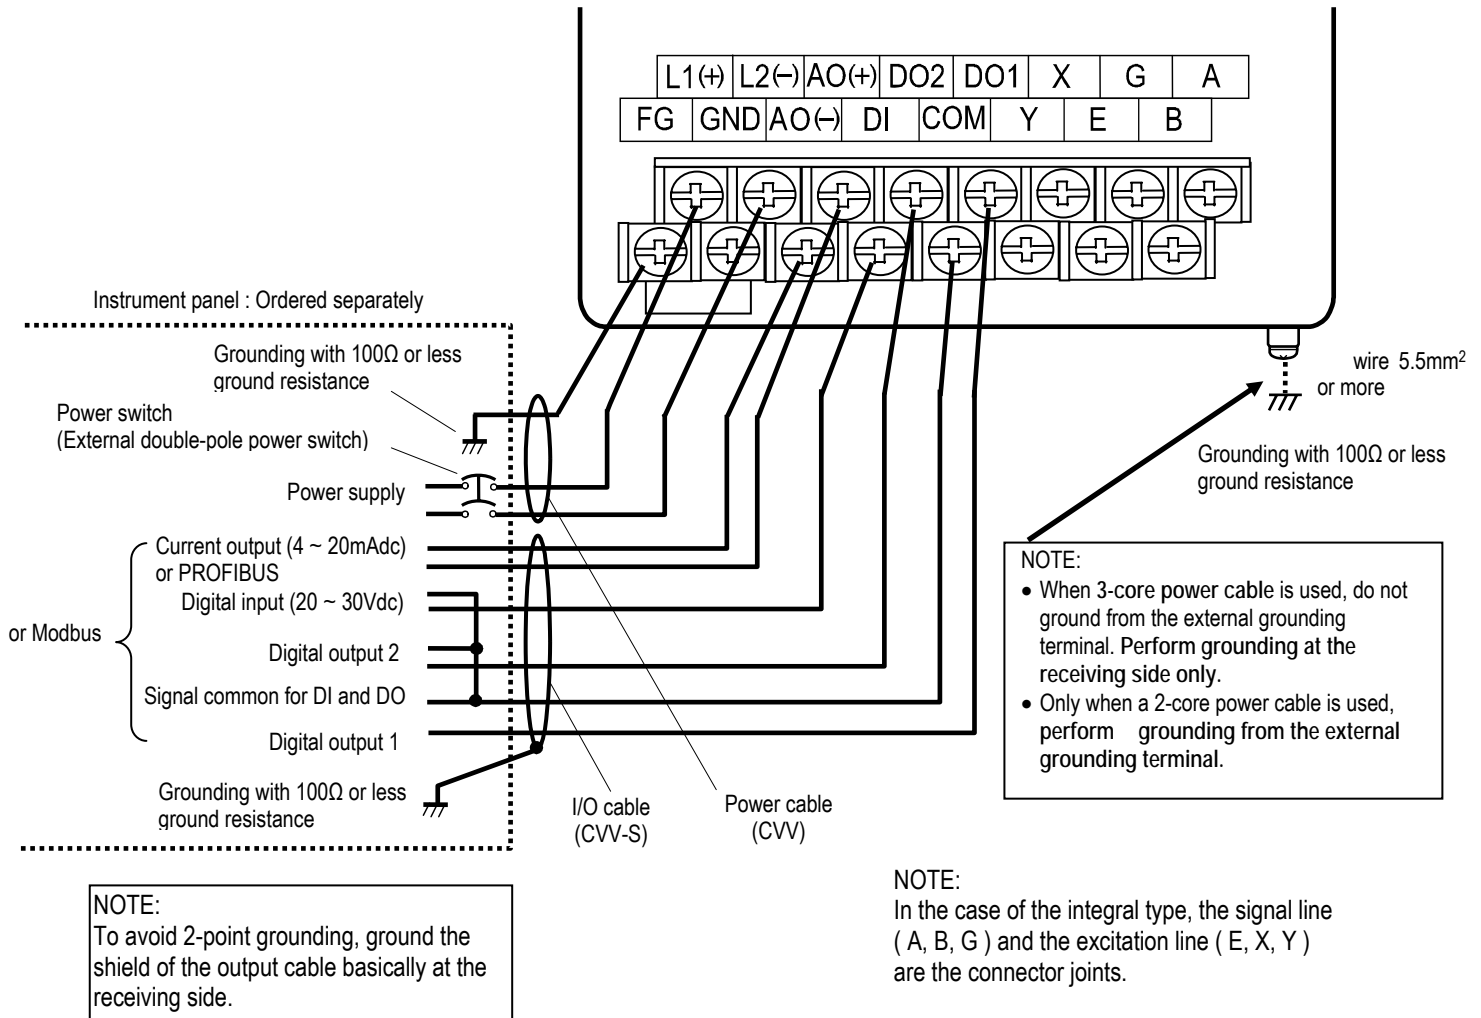 L1(+) L2(−) AO(+) DO2 DO1 X G A
FG GND AO(−) DI COM Y E B
Instrument panel : Ordered separately
Grounding with 100Ω or less
ground resistance
Power switch
(External double-pole power switch)
Power supply
Current output (4 ~ 20mAdc)
or PROFIBUS
Digital input (20 ~ 30Vdc)
or Modbus
Digital output 2
Signal common for DI and DO
Digital output 1
Grounding with 100Ω or less
ground resistance
I/O cable
(CVV-S)
Power cable
(CVV)
wire 5.5mm²
or more
Grounding with 100Ω or less
ground resistance
NOTE:
• When 3-core power cable is used, do not
ground from the external grounding
terminal. Perform grounding at the
receiving side only.
• Only when a 2-core power cable is used,
perform grounding from the external
grounding terminal.
NOTE:
To avoid 2-point grounding, ground the
shield of the output cable basically at the
receiving side.
NOTE:
In the case of the integral type, the signal line
( A, B, G ) and the excitation line ( E, X, Y )
are the connector joints.